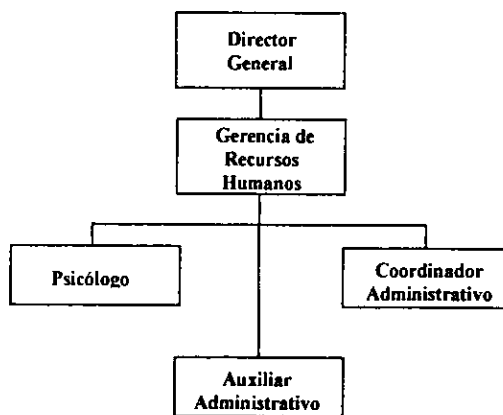 Director
General
Gerencia de
Recursos
Humanos
Psicólogo
Coordinador
Administrativo
Auxiliar
Administrativo